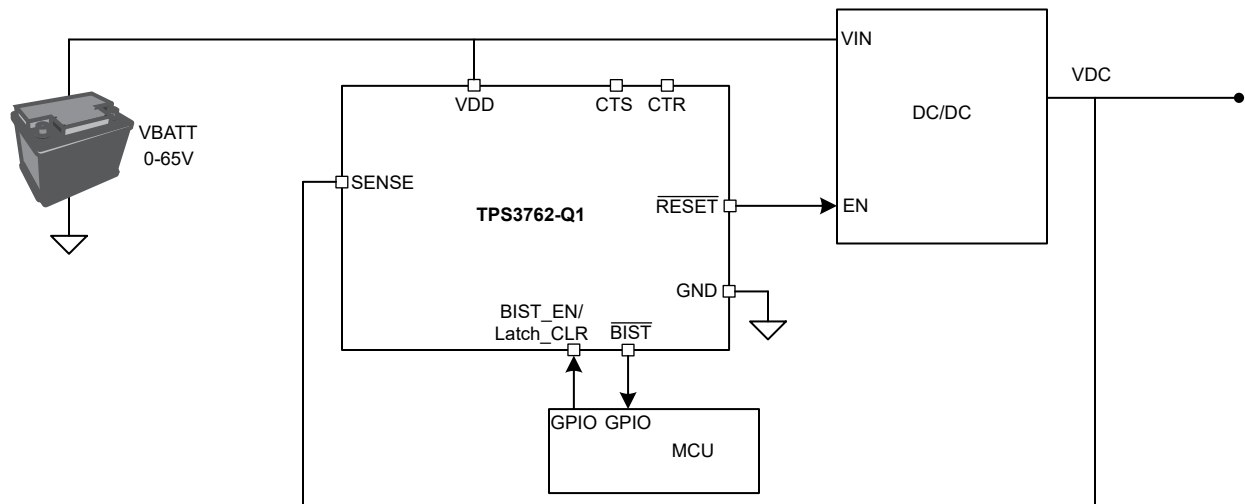 VIN
VDC
VDD
CTS CTR
DC/DC
VBATT
0-65V
SENSE
RESET
EN
TPS3762-Q1
GND
BIST_EN/
Latch_CLR
BIST
GPIO GPIO
MCU